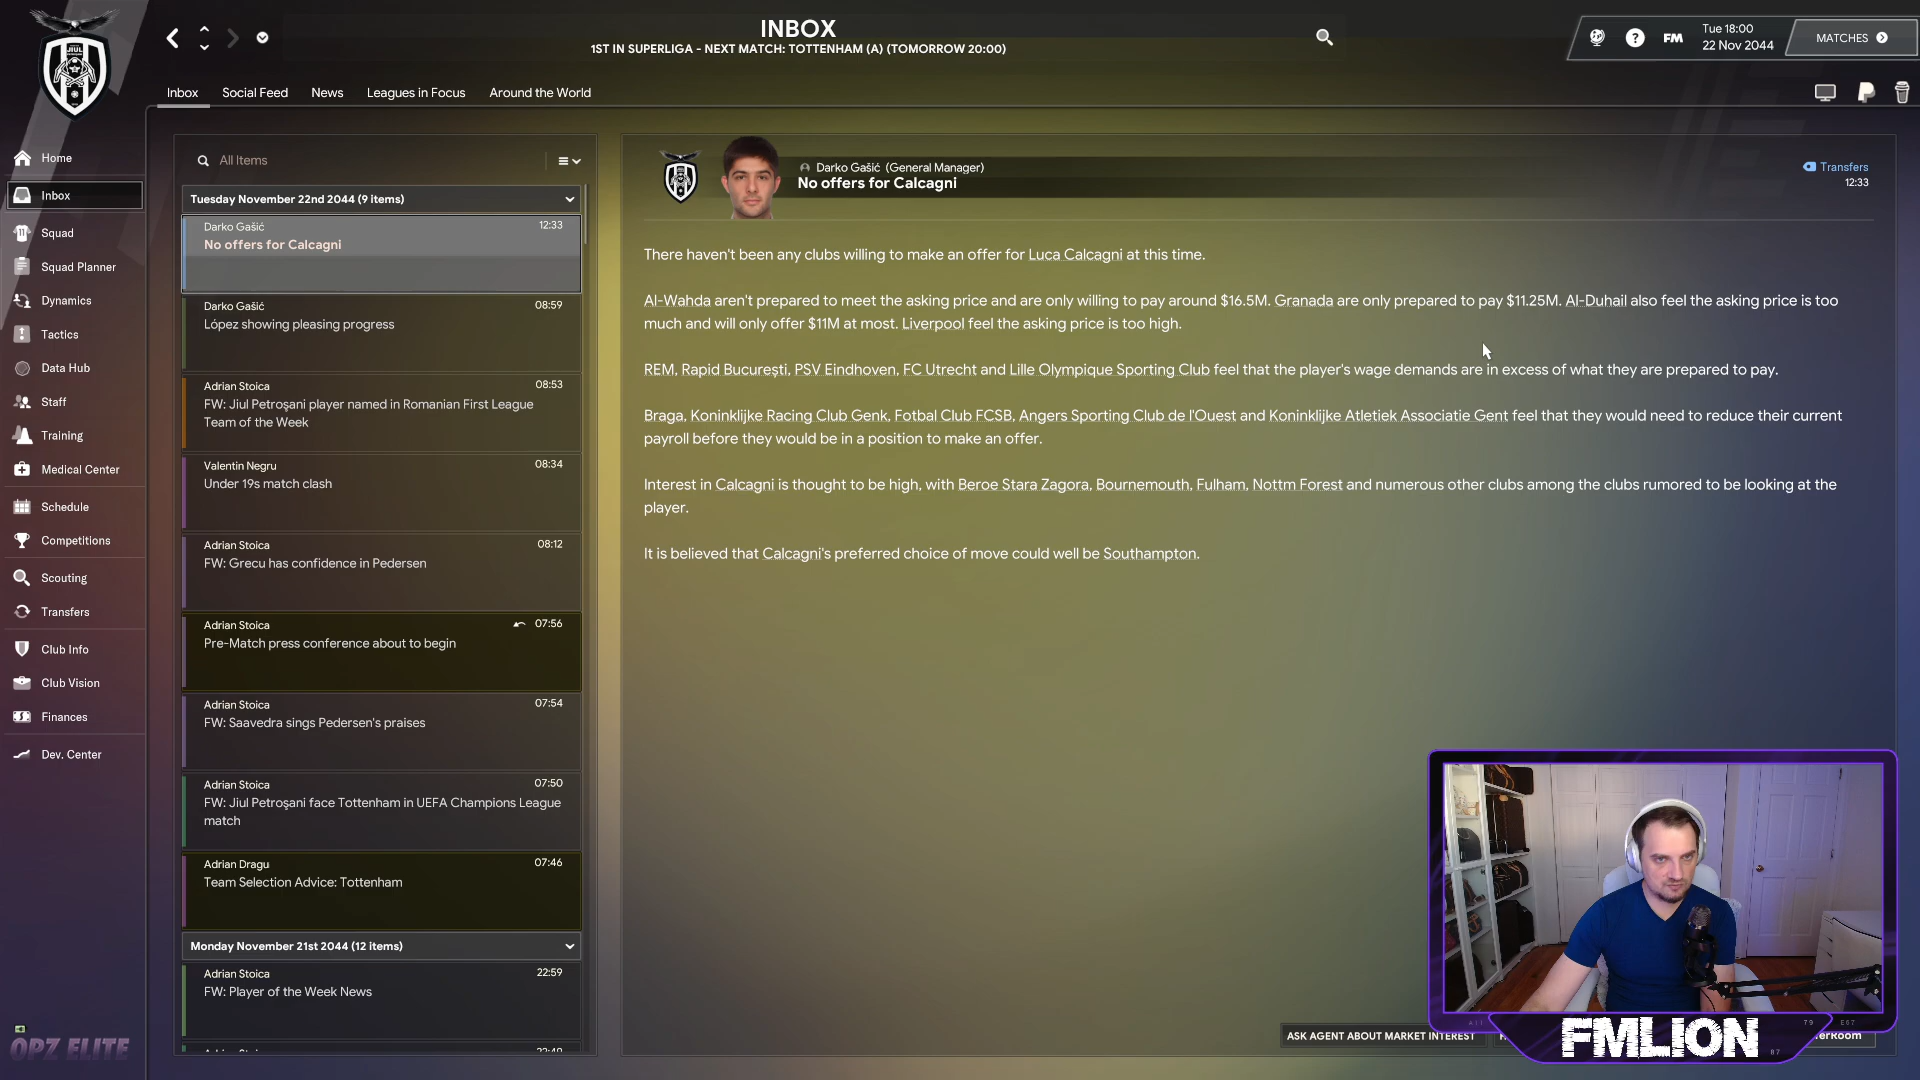 INBOX
1ST IN SUPERLIGA - NEXT MATCH: TOTTENHAM (A) (TOMORROW 20:00)
FM
Tue 18:00
22 Nov 2044
MATCHES
Inbox
Social Feed
News
Leagues in Focus
Around the World
JIUL
Home
Inbox
Squad
Squad Planner
Dynamics
Tactics
Data Hub
Staff
Training
Medical Center
Schedule
Competitions
Scouting
Transfers
Club Info
Club Vision
Finances
Dev. Center
OPZ ELITE
All Items
Tuesday November 22nd 2044 (9 items)
Darko Gašić
12:33
No offers for Calcagni
Darko Gašić
08:59
López showing pleasing progress
Adrian Stoica
08:53
FW: Jiul Petroşani player named in Romanian First League
Team of the Week
Valentin Negru
08:34
Under 19s match clash
Adrian Stoica
08:12
FW: Grecu has confidence in Pedersen
Adrian Stoica
07:56
Pre-Match press conference about to begin
Adrian Stoica
07:54
FW: Saavedra sings Pedersen's praises
Adrian Stoica
07:50
FW: Jiul Petroşani face Tottenham in UEFA Champions League
match
Adrian Dragu
07:46
Team Selection Advice: Tottenham
Monday November 21st 2044 (12 items)
Adrian Stoica
22:59
FW: Player of the Week News
Darko Gašić (General Manager)
No offers for Calcagni
Transfers
12:33
There haven't been any clubs willing to make an offer for Luca Calcagni at this time.
Al-Wahda aren't prepared to meet the asking price and are only willing to pay around $16.5M. Granada are only prepared to pay $11.25M. Al-Duhail also feel the asking price is too
much and will only offer $11M at most. Liverpool feel the asking price is too high.
REM, Rapid Bucureşti, PSV Eindhoven, FC Utrecht and Lille Olympique Sporting Club feel that the player's wage demands are in excess of what they are prepared to pay.
Braga, Koninklijke Racing Club Genk, Fotbal Club FCSB, Angers Sporting Club de l'Ouest and Koninklijke Atletiek Associatie Gent feel that they would need to reduce their current
payroll before they would be in a position to make an offer.
Interest in Calcagni is thought to be high, with Beroe Stara Zagora, Bournemouth, Fulham, Nottm Forest and numerous other clubs among the clubs rumored to be looking at the
player.
It is believed that Calcagni's preferred choice of move could well be Southampton.
ASK AGENT ABOUT MARKET INTEREST
erRoom
FMLION
79
E67
87